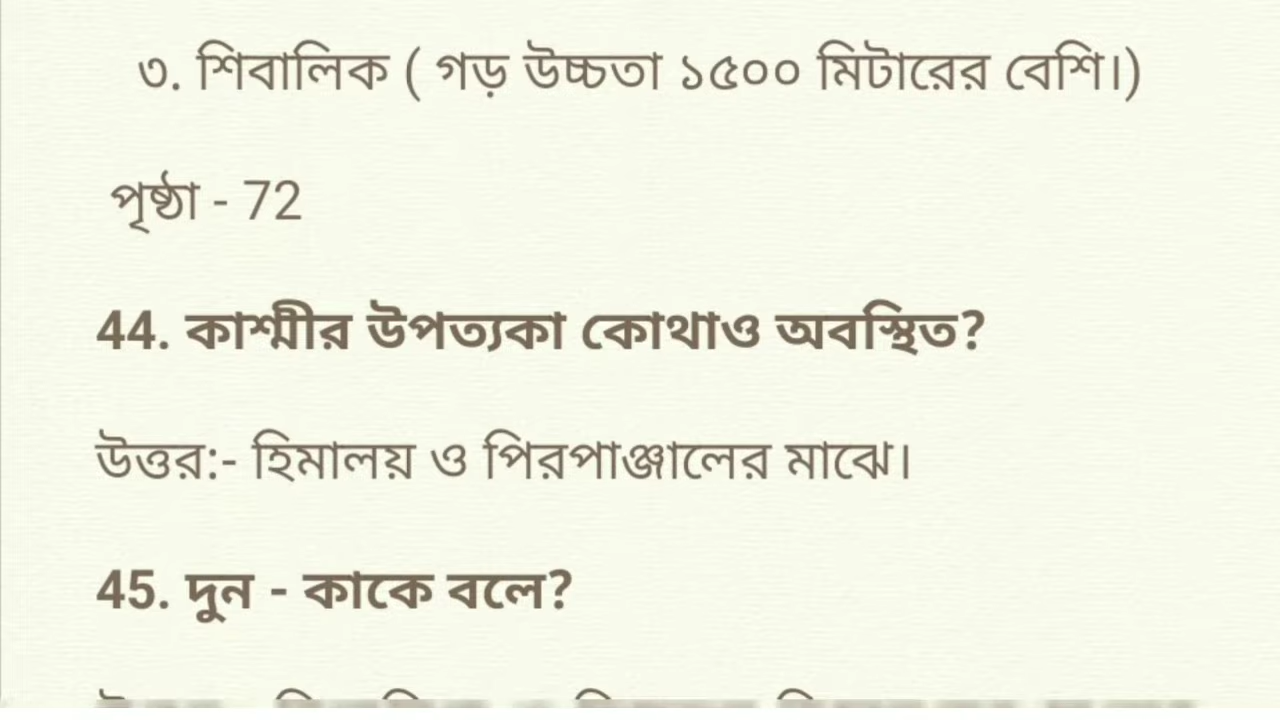 ৩. শিবালিক ( গড় উচ্চতা ১৫০০ মিটারের বেশি।)
পৃষ্ঠা - 72
44. কাশ্মীর উপত্যকা কোথাও অবস্থিত?
উত্তর:- হিমালয় ও পিরপাঞ্জালের মাঝে।
45. দুন - কাকে বলে?